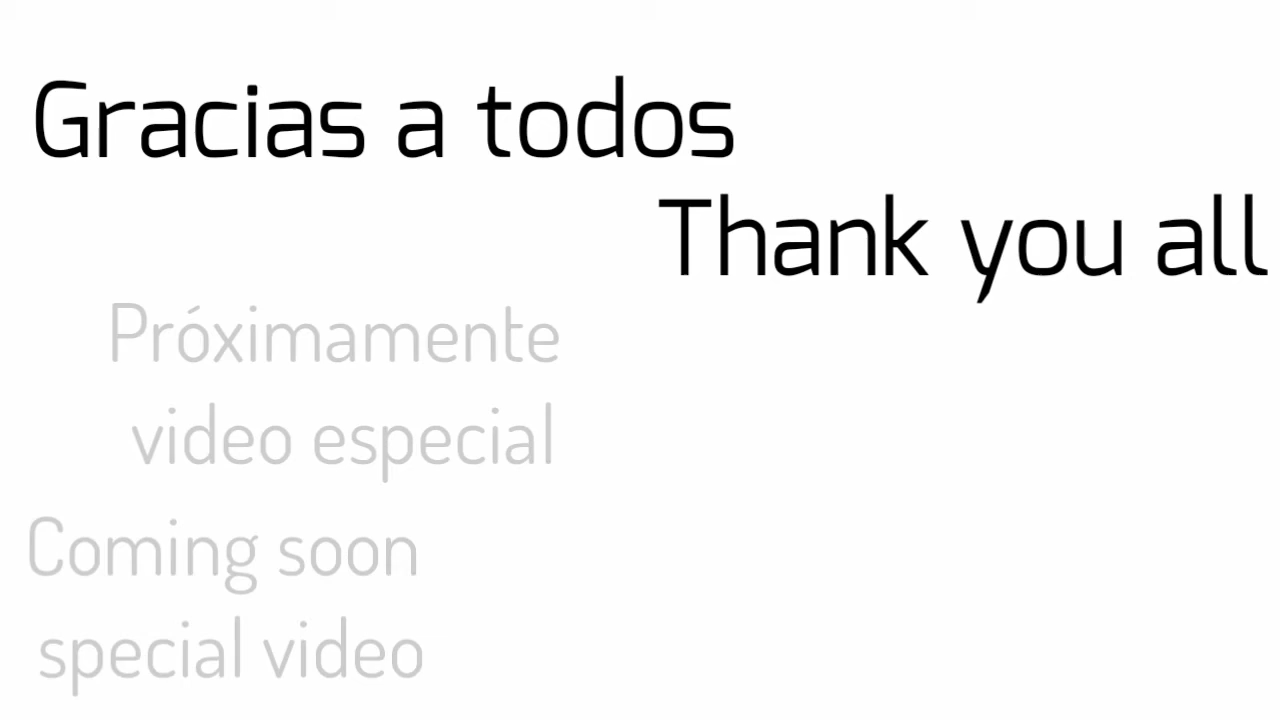 Gracias a todos
Thank you all
Próximamente
video especial
Coming soon
special video